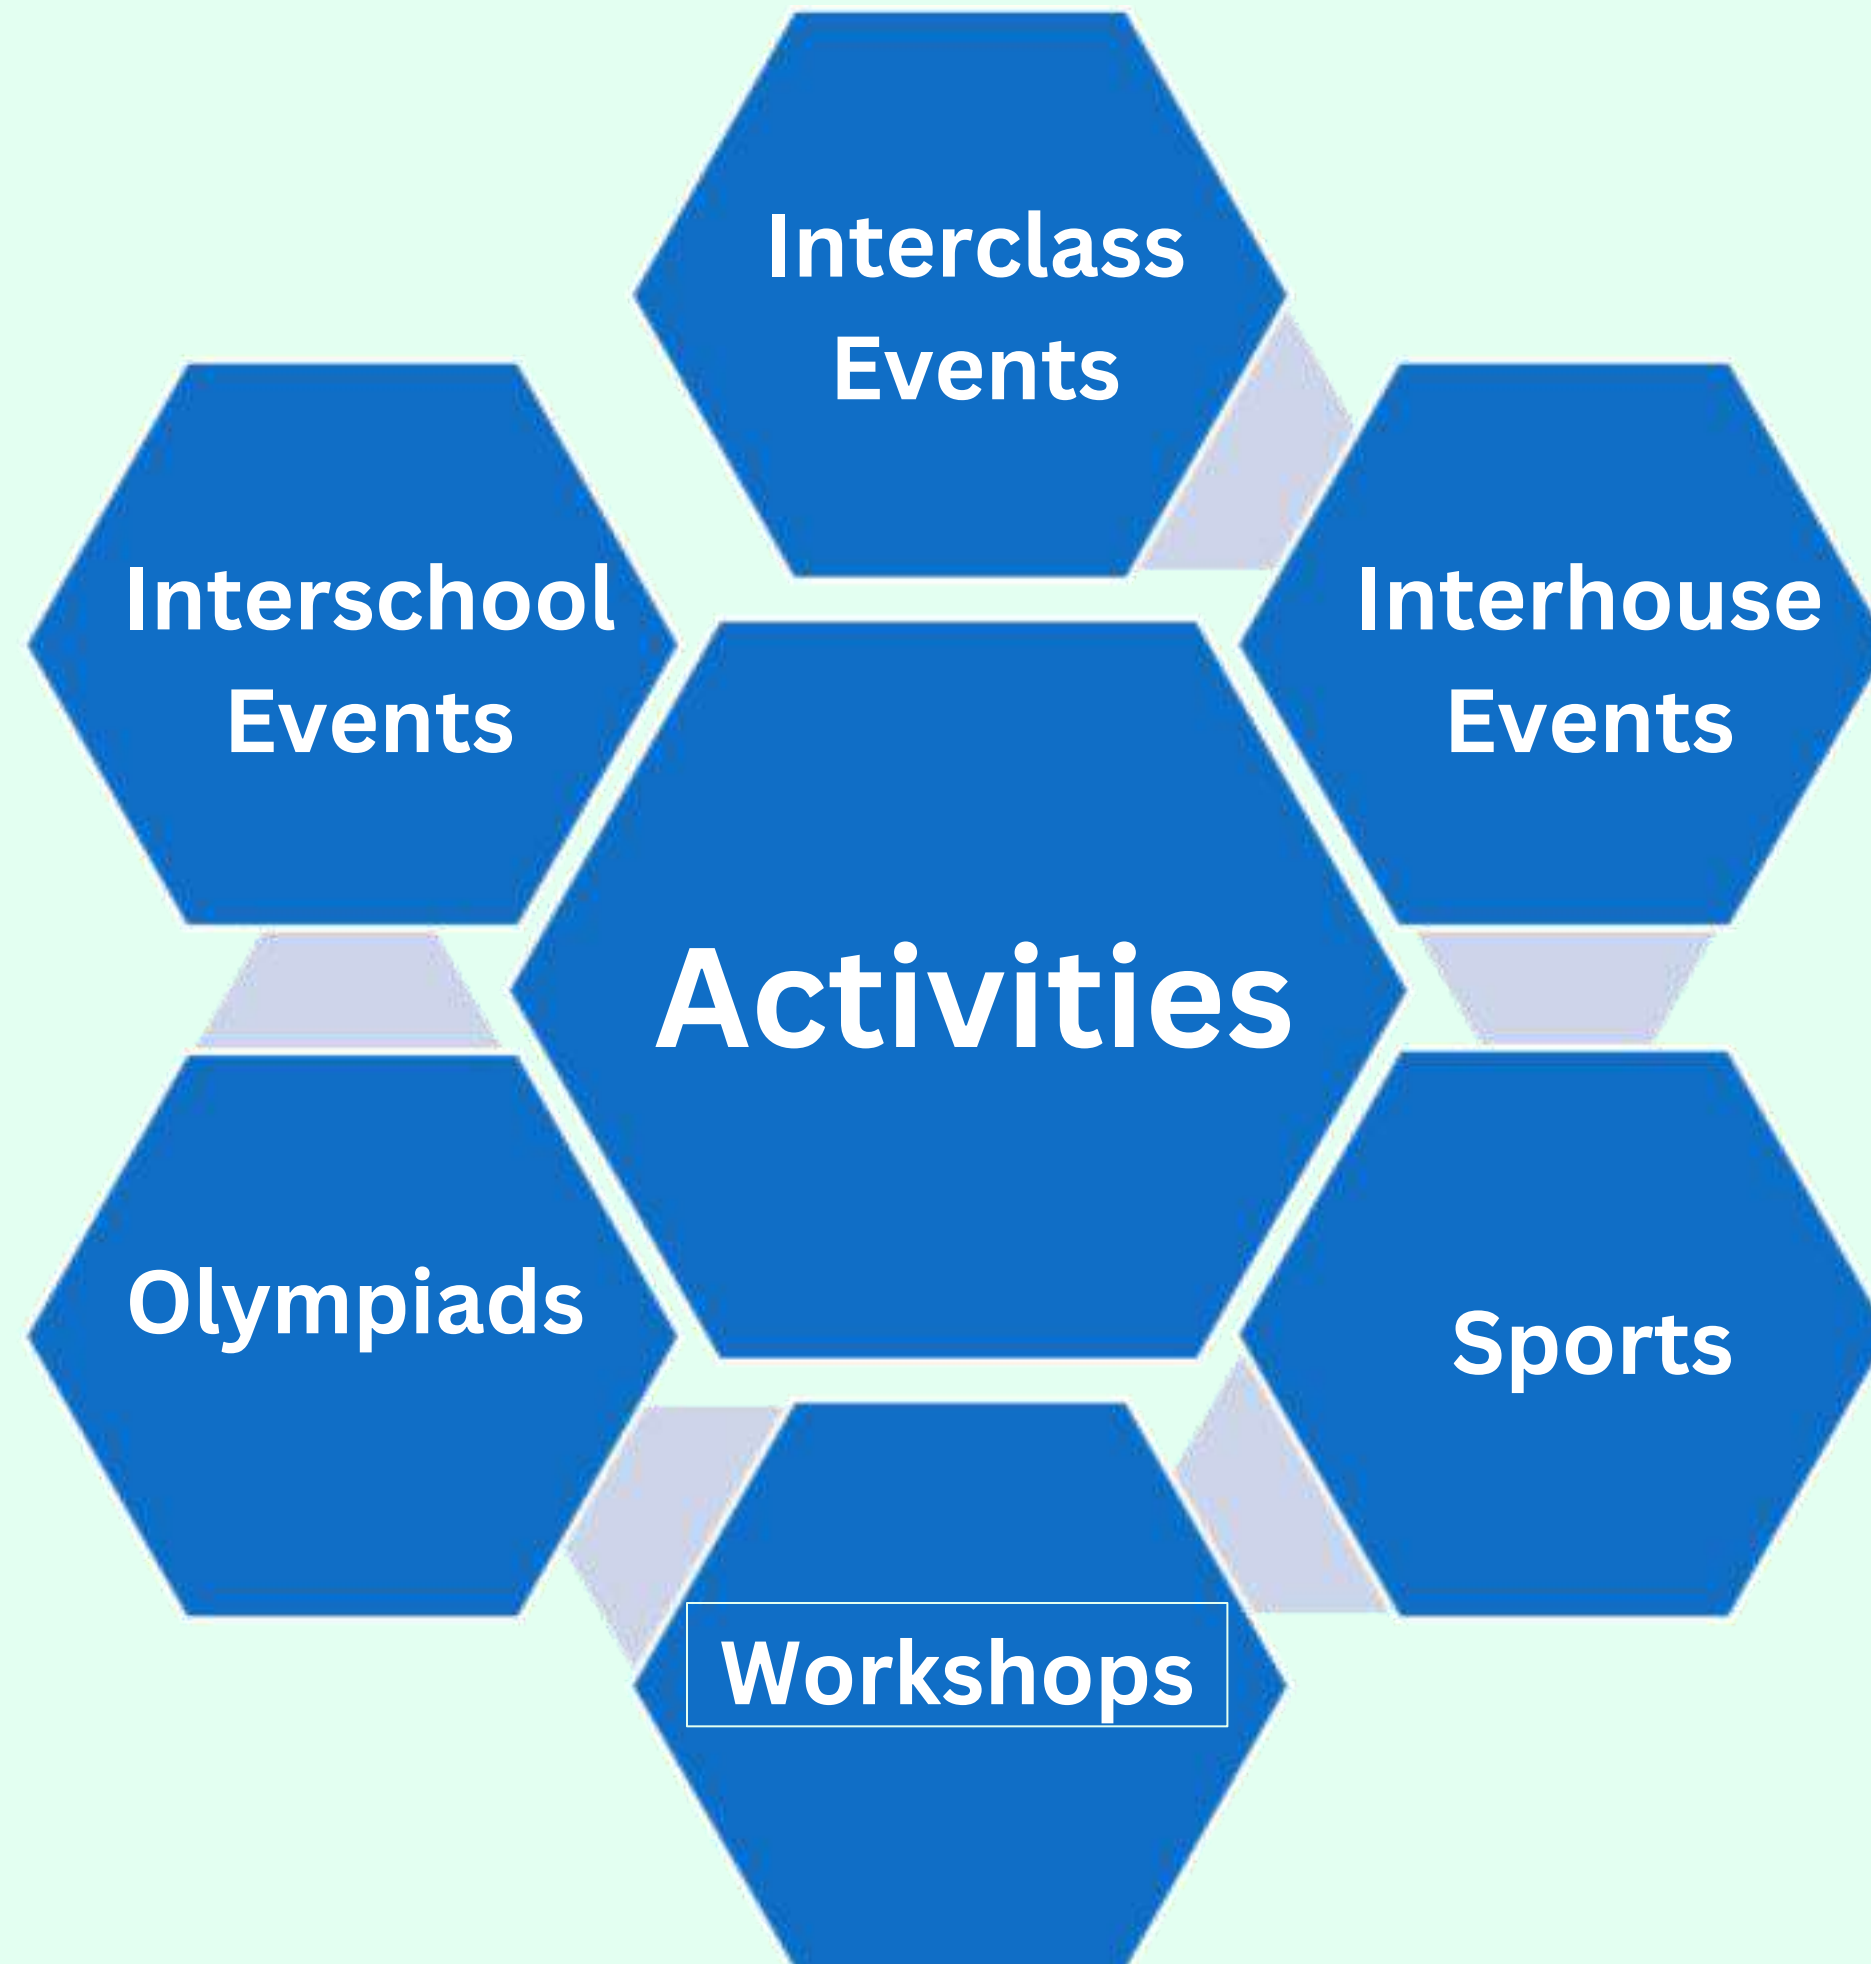 Interclass
Events
Interschool
Events
Interhouse
Events
Activities
Olympiads
Sports
Workshops